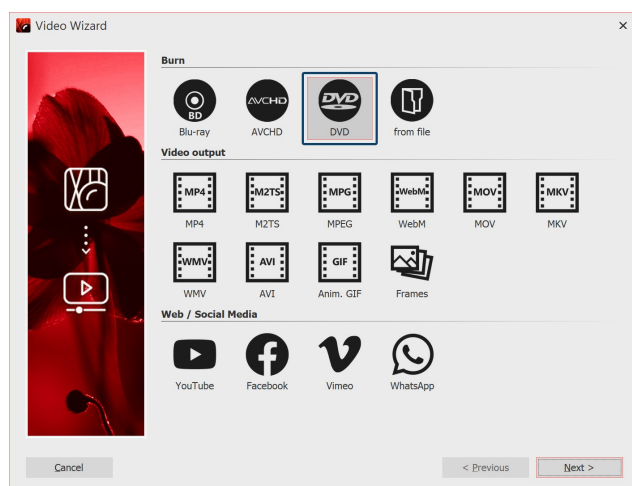 Video Wizard
Burn
BD AVCHD DVD
Blu-ray AVCHD DVD from file
Video output
MP4 M2TS MPG WebM MOV MKV
MP4 M2TS MPEG WebM MOV MKV
WMV AVI GIF
WMV AVI Anim. GIF Frames
Web / Social Media
YouTube Facebook Vimeo WhatsApp
Cancel < Previous Next >